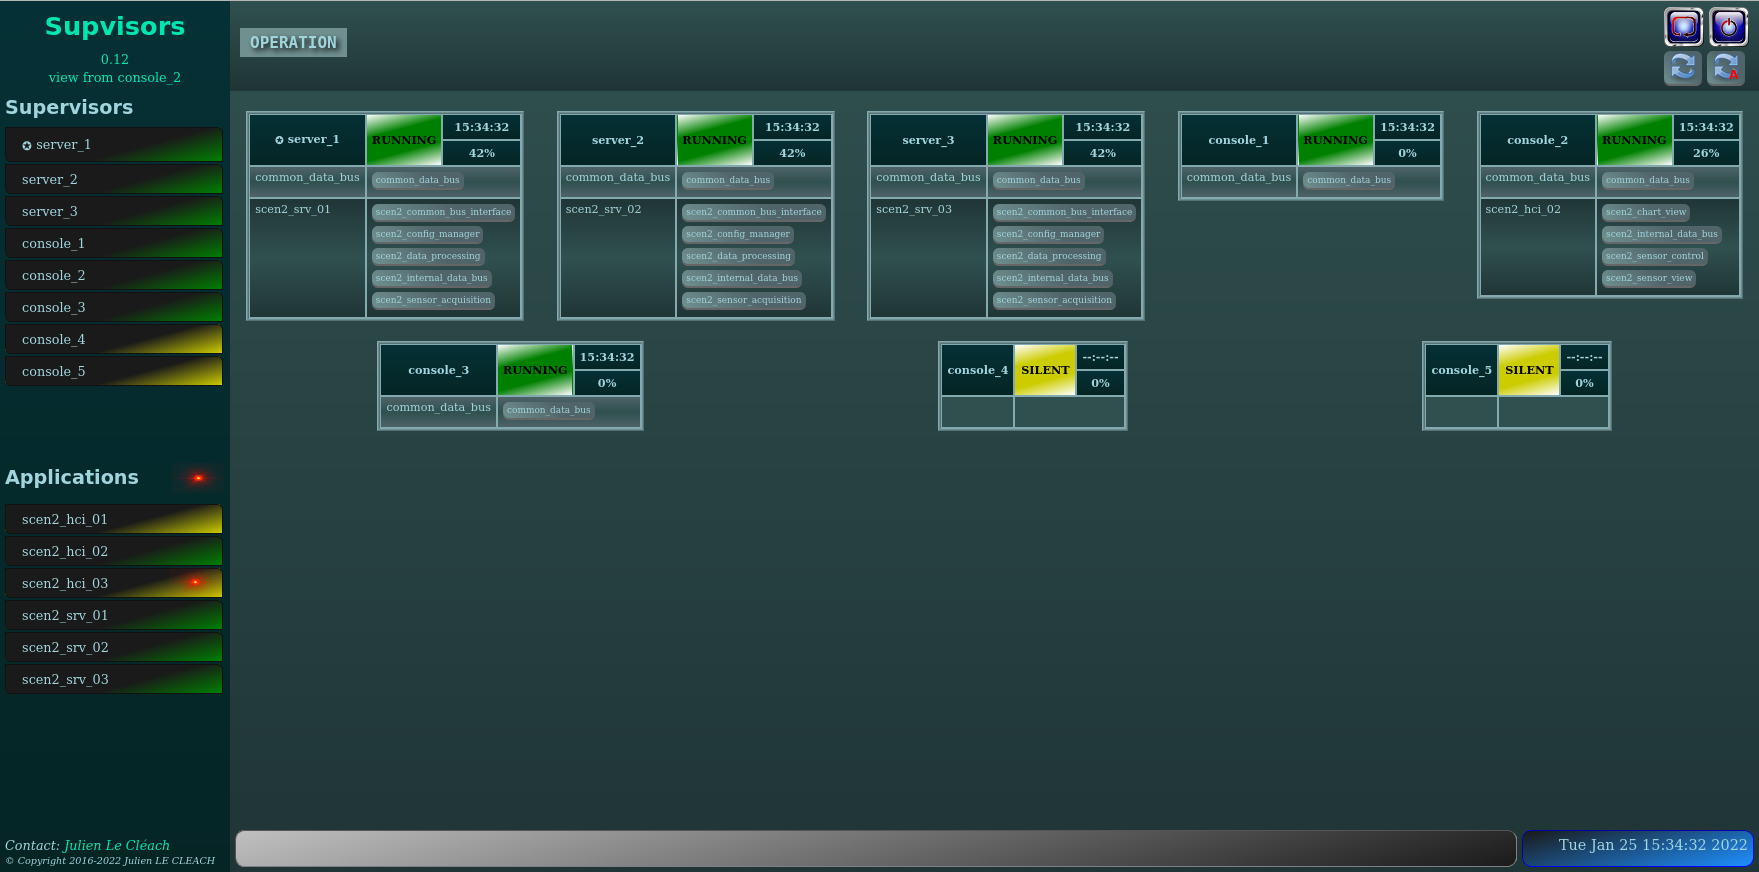 Supvisors
0.12
view from console_2
Supervisors
✪ server_1
server_2
server_3
console_1
console_2
console_3
console_4
console_5
Applications
scen2_hci_01
scen2_hci_02
scen2_hci_03
scen2_srv_01
scen2_srv_02
scen2_srv_03
Contact: Julien Le Cléach
© Copyright 2016-2022 Julien LE CLEACH
OPERATION
A
✪ server_1 RUNNING 15:34:32
42%
common_data_bus common_data_bus
scen2_srv_01 scen2_common_bus_interface
scen2_config_manager
scen2_data_processing
scen2_internal_data_bus
scen2_sensor_acquisition
server_2 RUNNING 15:34:32
42%
common_data_bus common_data_bus
scen2_srv_02 scen2_common_bus_interface
scen2_config_manager
scen2_data_processing
scen2_internal_data_bus
scen2_sensor_acquisition
server_3 RUNNING 15:34:32
42%
common_data_bus common_data_bus
scen2_srv_03 scen2_common_bus_interface
scen2_config_manager
scen2_data_processing
scen2_internal_data_bus
scen2_sensor_acquisition
console_1 RUNNING 15:34:32
0%
common_data_bus common_data_bus
console_2 RUNNING 15:34:32
26%
common_data_bus common_data_bus
scen2_hci_02 scen2_chart_view
scen2_internal_data_bus
scen2_sensor_control
scen2_sensor_view
console_3 RUNNING 15:34:32
0%
common_data_bus common_data_bus
console_4 SILENT --:--:--
0%
console_5 SILENT --:--:--
0%
Tue Jan 25 15:34:32 2022